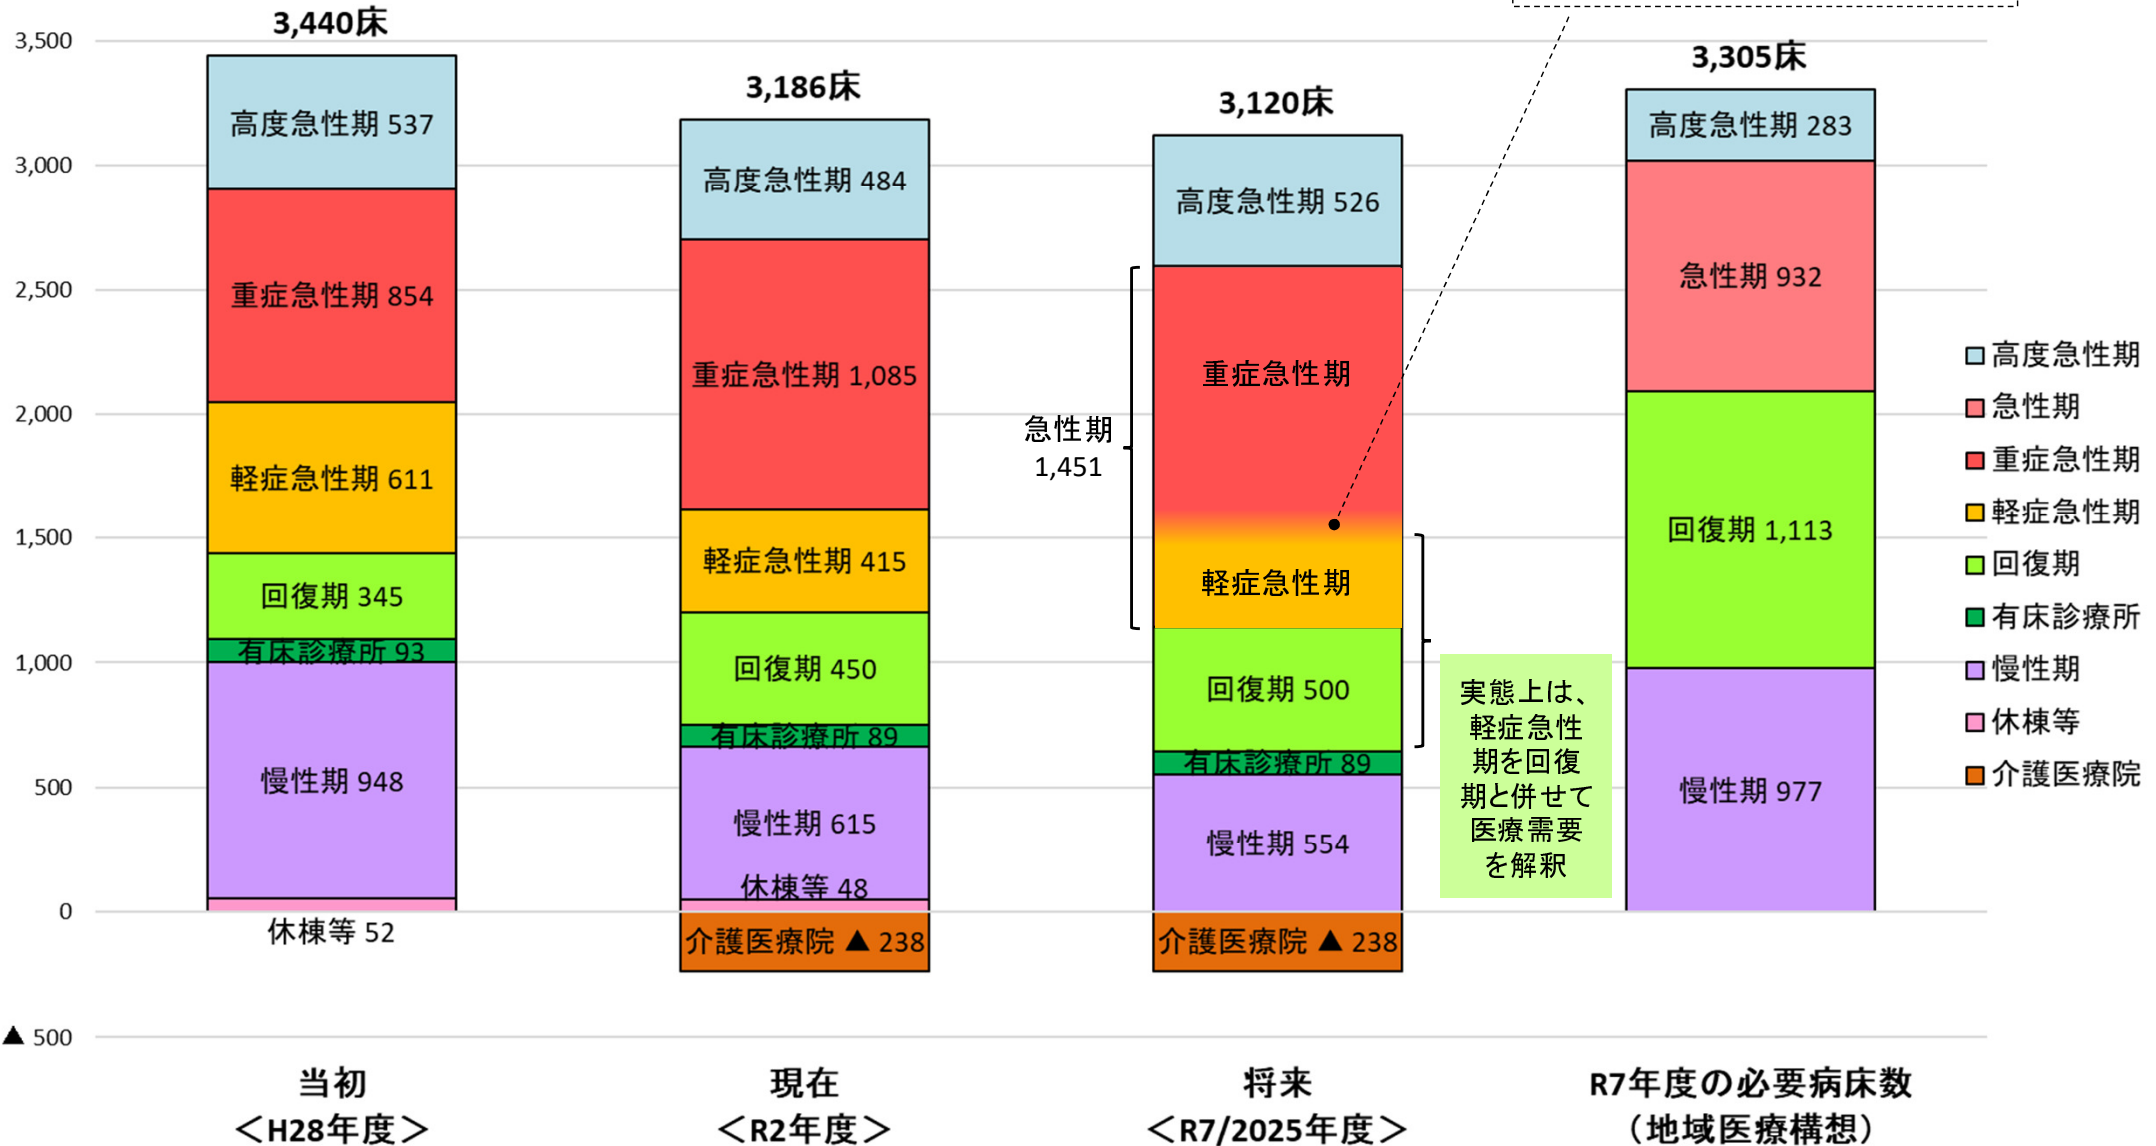 3,440床
3,186床
3,120床
3,305床
3,500
3,000
2,500
2,000
1,500
1,000
500
0
▲ 500
高度急性期 537
重症急性期 854
軽症急性期 611
回復期 345
有床診療所 93
慢性期 948
休棟等 52
高度急性期 484
重症急性期 1,085
軽症急性期 415
回復期 450
有床診療所 89
慢性期 615
休棟等 48
介護医療院 ▲ 238
急性期
1,451
高度急性期 526
重症急性期
軽症急性期
回復期 500
有床診療所 89
慢性期 554
介護医療院 ▲ 238
実態上は、
軽症急性
期を回復
期と併せて
医療需要
を解釈
高度急性期 283
急性期 932
回復期 1,113
慢性期 977
高度急性期
急性期
重症急性期
軽症急性期
回復期
有床診療所
慢性期
休棟等
介護医療院
当初
＜H28年度＞
現在
＜R2年度＞
将来
＜R7/2025年度＞
R7年度の必要病床数
（地域医療構想）